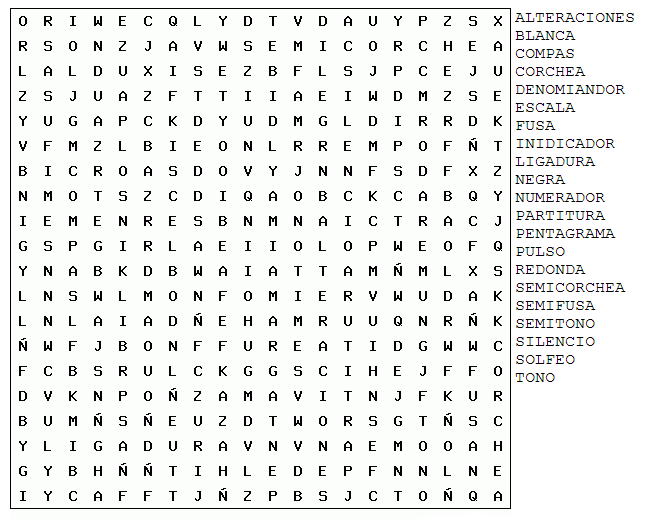 O R I W E C Q L Y D T V D A U Y P Z S X
R S O N Z J A V W S E M I C O R C H E A
L A L D U X I S E Z B F L S J P C E J U
Z S J U A Z F T T I I A E I W D M Z S E
Y U G A P C K D Y U D M G L D I R R D K
V F M Z L B I E O N L R R E M P O F Ñ T
B I C R O A S D O V Y J N N F S D F X Z
N M O T S Z C D I Q A O B C K C A B Q Y
I E M E N R E S B N M N A I C T R A C J
G S P G I R L A E I I O L O P W E O F Q
Y N A B K D B W A I A T T A M Ñ M L X S
L N S W L M O N F O M I E R V W U D A K
L N L A I A D Ñ E H A M R U U Q N R Ñ K
Ñ W F J B O N F F U R E A T I D G W W C
F C B S R U L C K G G S C I H E J F F O
D V K N P O Ñ Z A M A V I T N J F K U R
B U M Ñ S Ñ E U Z D T W O R S G T Ñ S C
Y L I G A D U R A V N V N A E M O O A H
G Y B H Ñ Ñ T I H L E D E P F N N L N E
I Y C A F F T J Ñ Z P B S J C T O Ñ Q A
ALTERACIONES
BLANCA
COMPAS
CORCHEA
DENOMIANDOR
ESCALA
FUSA
INIDICADOR
LIGADURA
NEGRA
NUMERADOR
PARTITURA
PENTAGRAMA
PULSO
REDONDA
SEMICORCHEA
SEMIFUSA
SEMITONO
SILENCIO
SOLFEO
TONO